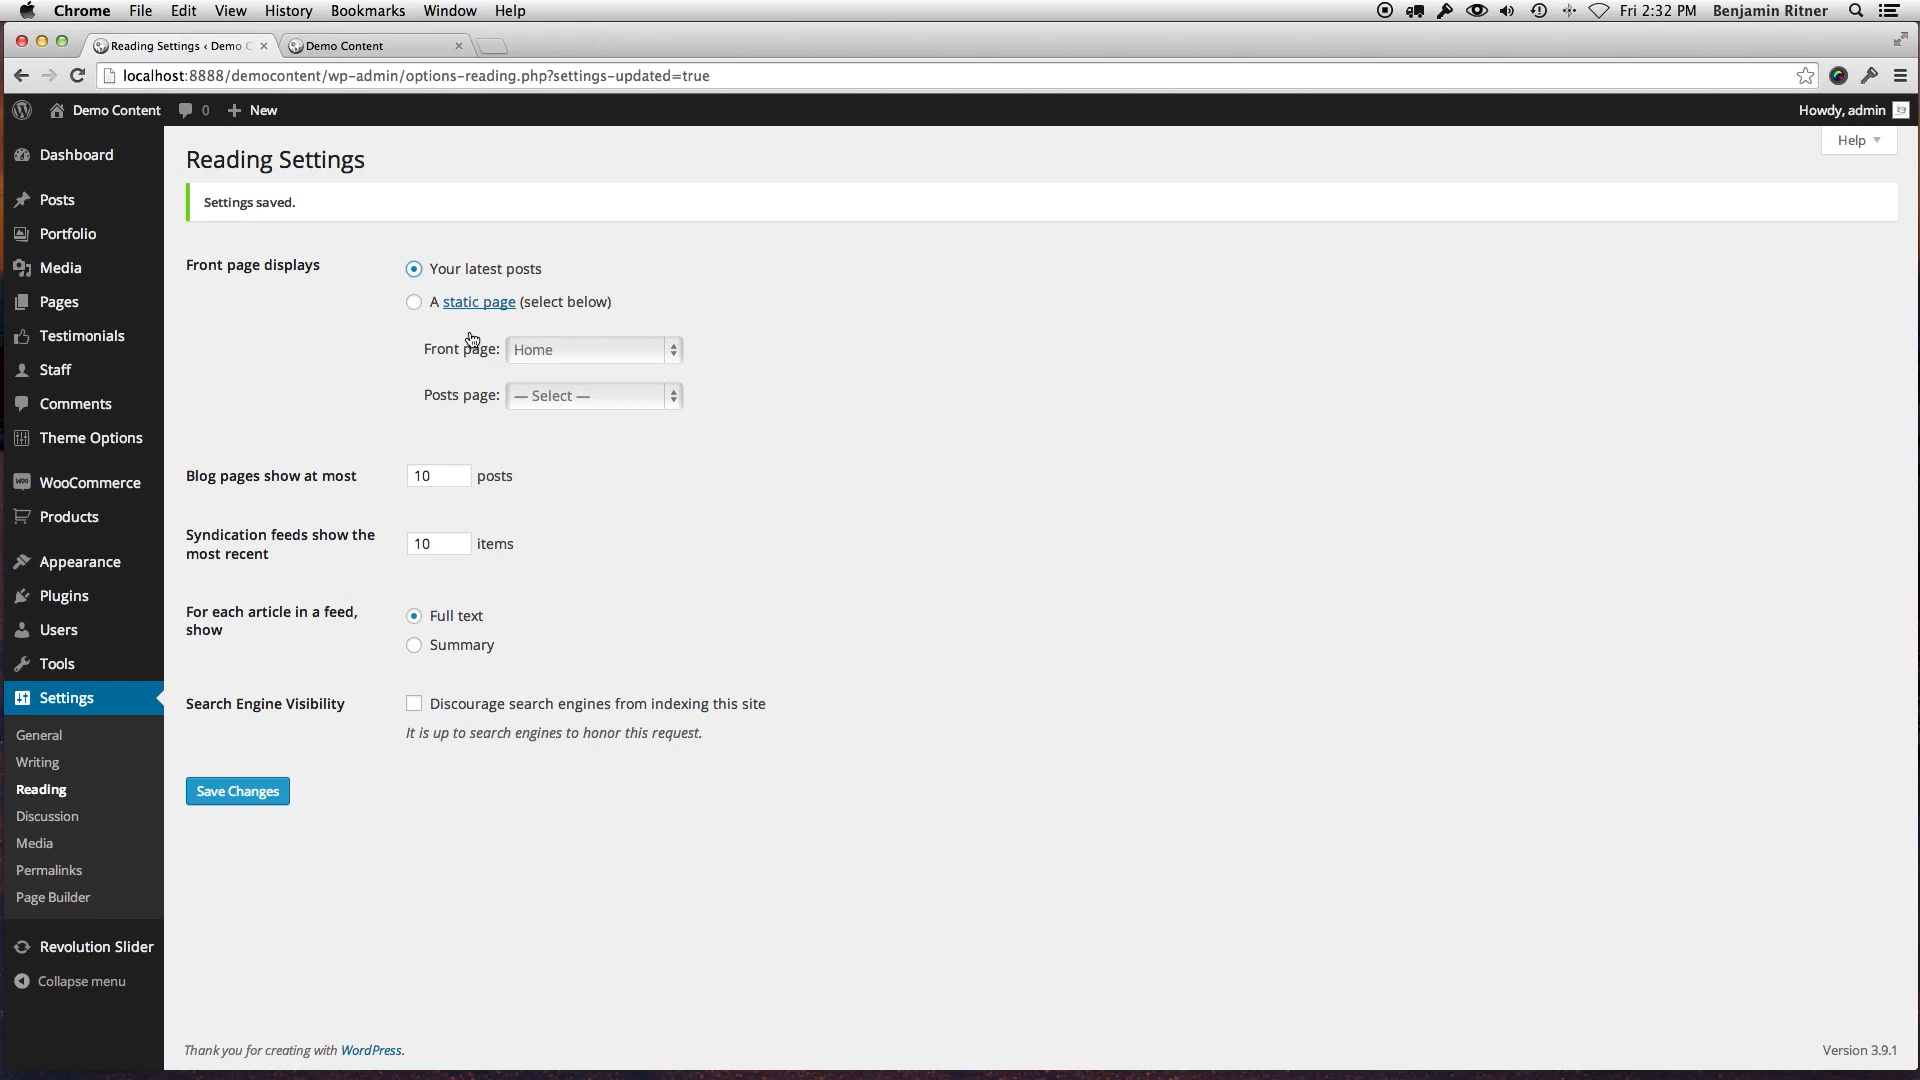 Chrome File Edit View History Bookmarks Window Help Fri 2:32 PM Benjamin Ritner
Reading Settings ‹ Demo C Demo Content
localhost:8888/democontent/wp-admin/options-reading.php?settings-updated=true
Demo Content 0 + New Howdy, admin
Help
Dashboard
Posts
Portfolio
Media
Pages
Testimonials
Staff
Comments
Theme Options
WooCommerce
Products
Appearance
Plugins
Users
Tools
Settings
General
Writing
Reading
Discussion
Media
Permalinks
Page Builder
Revolution Slider
Collapse menu
Reading Settings
Settings saved.
Front page displays
Your latest posts
A static page (select below)
Front page: Home
Posts page: — Select —
Blog pages show at most 10 posts
Syndication feeds show the
most recent
10 items
For each article in a feed,
show
Full text
Summary
Search Engine Visibility
Discourage search engines from indexing this site
It is up to search engines to honor this request.
Save Changes
Thank you for creating with WordPress. Version 3.9.1